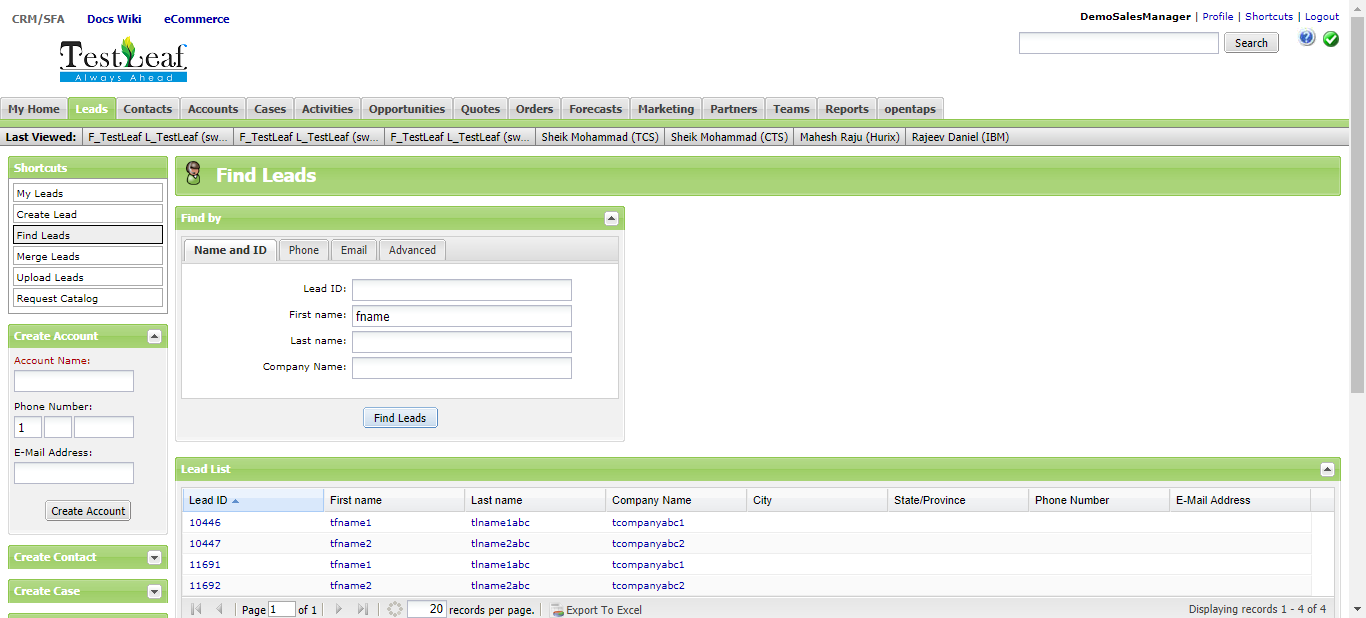 CRM/SFA Docs Wiki eCommerce
DemoSalesManager | Profile | Shortcuts | Logout
TestLeaf
Always Ahead
Search
My Home Leads Contacts Accounts Cases Activities Opportunities Quotes Orders Forecasts Marketing Partners Teams Reports opentaps
Last Viewed: F_TestLeaf L_TestLeaf (sw... F_TestLeaf L_TestLeaf (sw... F_TestLeaf L_TestLeaf (sw... Sheik Mohammad (TCS) Sheik Mohammad (CTS) Mahesh Raju (Hurix) Rajeev Daniel (IBM)
Shortcuts
My Leads
Create Lead
Find Leads
Merge Leads
Upload Leads
Request Catalog
Create Account
Account Name:
Phone Number:
1
E-Mail Address:
Create Account
Create Contact
Create Case
Find Leads
Find by
Name and ID Phone Email Advanced
Lead ID:
First name: fname
Last name:
Company Name:
Find Leads
Lead List
Lead ID First name Last name Company Name City State/Province Phone Number E-Mail Address
10446 tfname1 tlname1abc tcompanyabc1
10447 tfname2 tlname2abc tcompanyabc2
11691 tfname1 tlname1abc tcompanyabc1
11692 tfname2 tlname2abc tcompanyabc2
Page 1 of 1 20 records per page. Export To Excel Displaying records 1 - 4 of 4